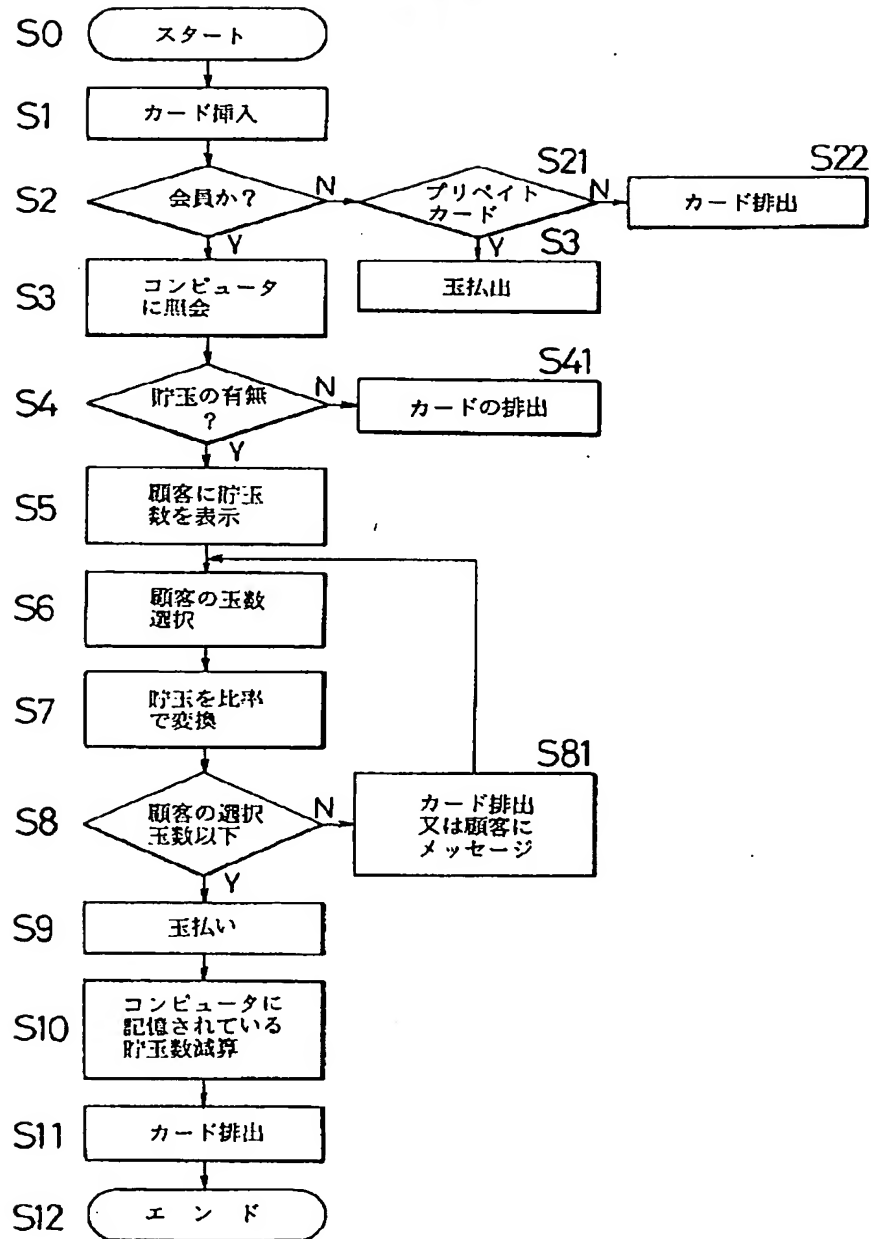 S0
スタート
S1
カード挿入
S2
会員か?
N
Y
S21
プリペイト
カード
N
Y
S22
カード排出
S3
コンピュータ
に照会
S3
玉払出
S4
貯玉の有無
?
N
Y
S41
カードの排出
S5
顧客に貯玉
数を表示
S6
顧客の玉数
選択
S7
貯玉を比率
で変換
S8
顧客の選択
玉数以下
N
Y
S81
カード排出
又は顧客に
メッセージ
S9
玉払い
S10
コンピュータに
記憶されている
貯玉数減算
S11
カード排出
S12
エンド